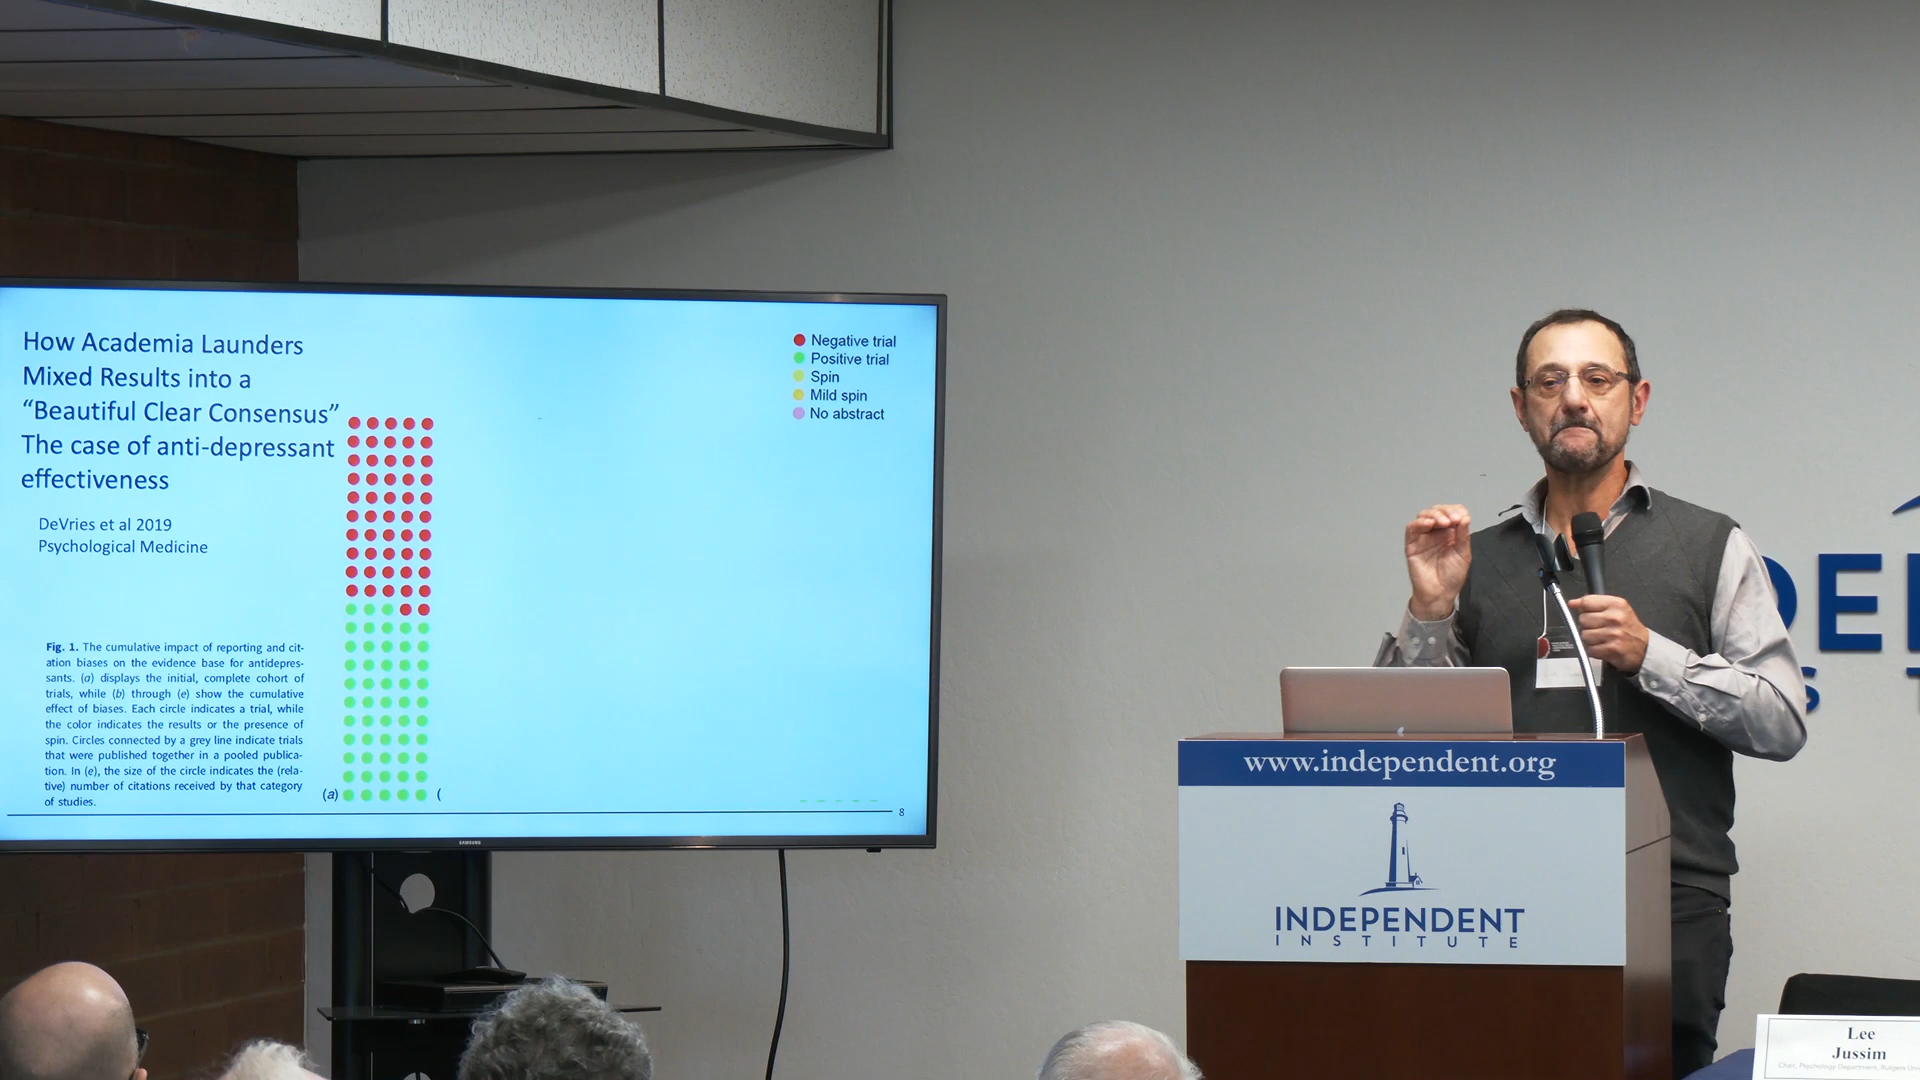 How Academia Launders
Mixed Results into a
“Beautiful Clear Consensus”
The case of anti-depressant
effectiveness
DeVries et al 2019
Psychological Medicine
Fig. 1. The cumulative impact of reporting and cit-
ation biases on the evidence base for antidepres-
sants. (a) displays the initial, complete cohort of
trials, while (b) through (e) show the cumulative
effect of biases. Each circle indicates a trial, while
the color indicates the results or the presence of
spin. Circles connected by a grey line indicate trials
that were published together in a pooled publica-
tion. In (e), the size of the circle indicates the (rela-
tive) number of citations received by that category
of studies.
(a)
(
Negative trial
Positive trial
Spin
Mild spin
No abstract
8
SAMSUNG
www.independent.org
INDEPENDENT
INSTITUTE
DE
S T
Lee
Jussim
Chair, Psychology Department, Rutgers Uni